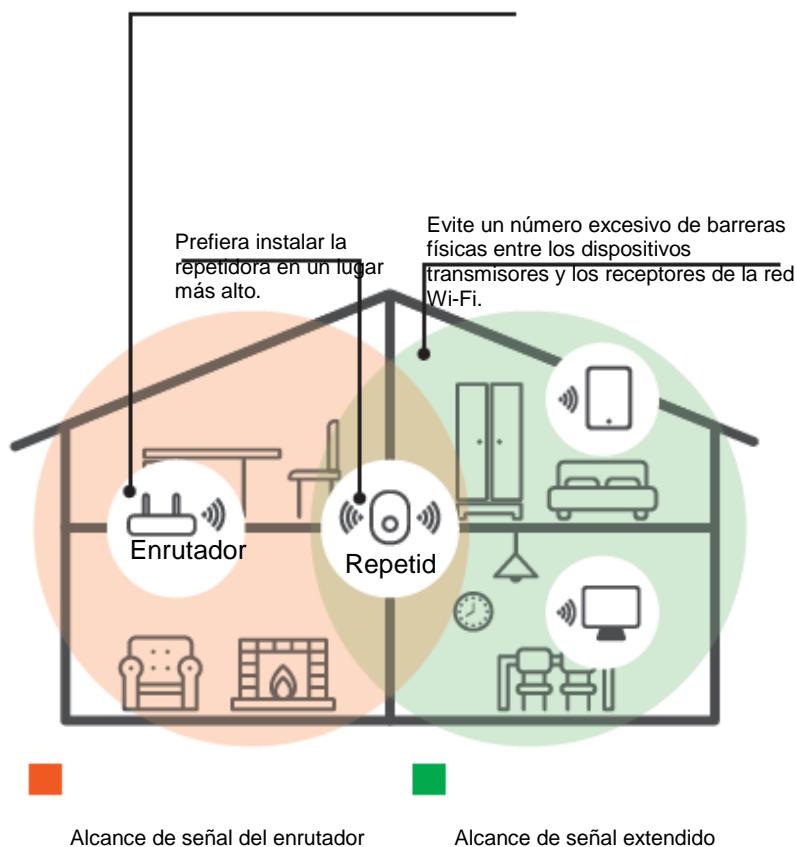 Prefiera instalar la
repetidora en un lugar
más alto.
Evite un número excesivo de barreras
físicas entre los dispositivos
transmisores y los receptores de la red
Wi-Fi.
Enrutador
Repetid
Alcance de señal del enrutador
Alcance de señal extendido